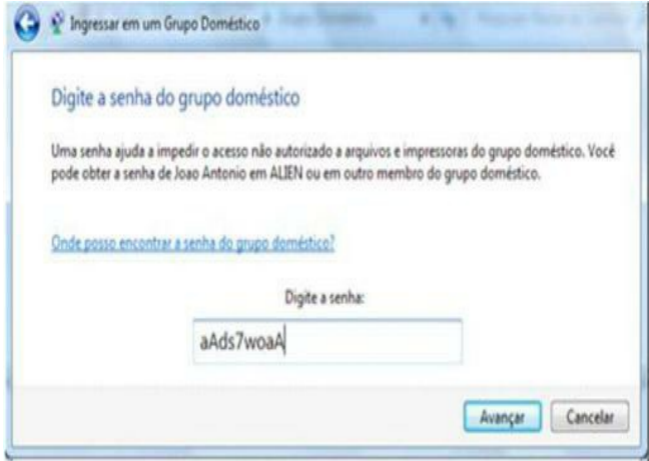 Ingressar em um Grupo Doméstico
Digite a senha do grupo doméstico
Uma senha ajuda a impedir o acesso não autorizado a arquivos e impressoras do grupo doméstico. Você
pode obter a senha de Joao Antonio em ALIEN ou em outro membro do grupo doméstico.
Onde posso encontrar a senha do grupo doméstico?
Digite a senha:
aAds7woaA
Avançar Cancelar